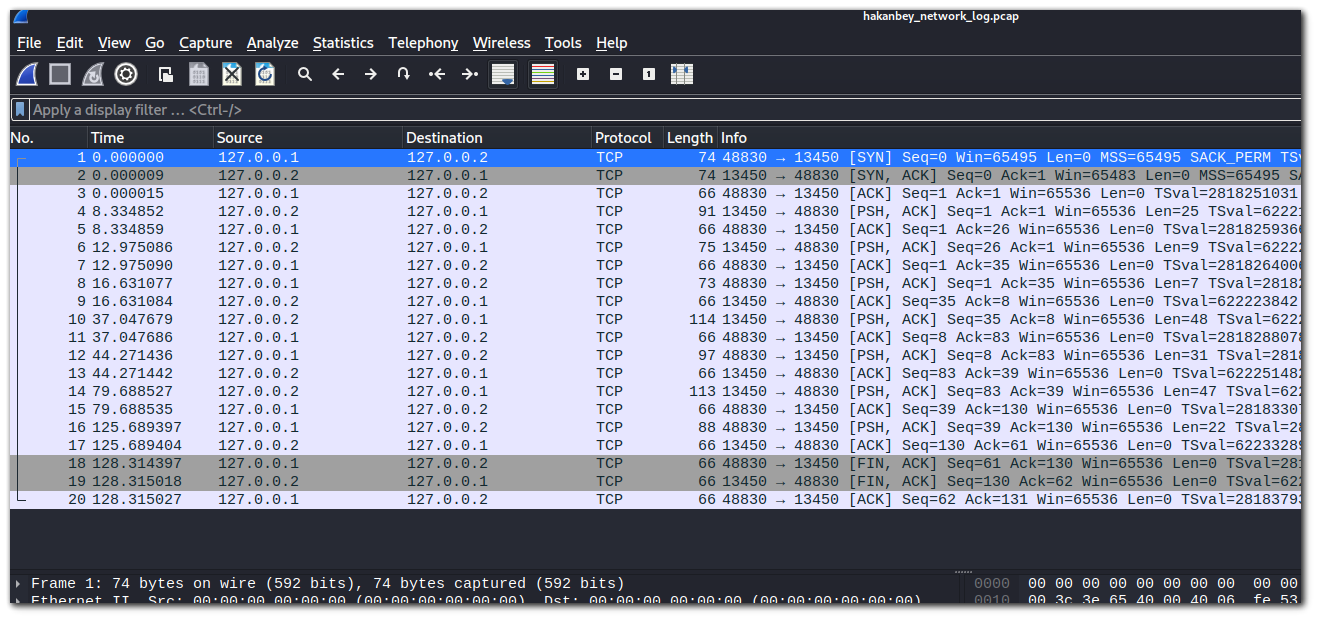 hakanbey_network_log.pcap
File Edit View Go Capture Analyze Statistics Telephony Wireless Tools Help
Apply a display filter … <Ctrl-/>
No. Time Source Destination Protocol Length Info
1 0.000000 127.0.0.1 127.0.0.2 TCP 74 48830 → 13450 [SYN] Seq=0 Win=65495 Len=0 MSS=65495 SACK_PERM TSv
2 0.000009 127.0.0.2 127.0.0.1 TCP 74 13450 → 48830 [SYN, ACK] Seq=0 Ack=1 Win=65483 Len=0 MSS=65495 SA
3 0.000015 127.0.0.1 127.0.0.2 TCP 66 48830 → 13450 [ACK] Seq=1 Ack=1 Win=65536 Len=0 TSval=2818251031
4 8.334852 127.0.0.2 127.0.0.1 TCP 91 13450 → 48830 [PSH, ACK] Seq=1 Ack=1 Win=65536 Len=25 TSval=62221
5 8.334859 127.0.0.1 127.0.0.2 TCP 66 48830 → 13450 [ACK] Seq=1 Ack=26 Win=65536 Len=0 TSval=2818259366
6 12.975086 127.0.0.2 127.0.0.1 TCP 75 13450 → 48830 [PSH, ACK] Seq=26 Ack=1 Win=65536 Len=9 TSval=62222
7 12.975090 127.0.0.1 127.0.0.2 TCP 66 48830 → 13450 [ACK] Seq=1 Ack=35 Win=65536 Len=0 TSval=2818264006
8 16.631077 127.0.0.1 127.0.0.2 TCP 73 48830 → 13450 [PSH, ACK] Seq=1 Ack=35 Win=65536 Len=7 TSval=28182
9 16.631084 127.0.0.2 127.0.0.1 TCP 66 13450 → 48830 [ACK] Seq=35 Ack=8 Win=65536 Len=0 TSval=622223842
10 37.047679 127.0.0.2 127.0.0.1 TCP 114 13450 → 48830 [PSH, ACK] Seq=35 Ack=8 Win=65536 Len=48 TSval=6222
11 37.047686 127.0.0.1 127.0.0.2 TCP 66 48830 → 13450 [ACK] Seq=8 Ack=83 Win=65536 Len=0 TSval=2818288078
12 44.271436 127.0.0.1 127.0.0.2 TCP 97 48830 → 13450 [PSH, ACK] Seq=8 Ack=83 Win=65536 Len=31 TSval=2818
13 44.271442 127.0.0.2 127.0.0.1 TCP 66 13450 → 48830 [ACK] Seq=83 Ack=39 Win=65536 Len=0 TSval=622251482
14 79.688527 127.0.0.2 127.0.0.1 TCP 113 13450 → 48830 [PSH, ACK] Seq=83 Ack=39 Win=65536 Len=47 TSval=622
15 79.688535 127.0.0.1 127.0.0.2 TCP 66 48830 → 13450 [ACK] Seq=39 Ack=130 Win=65536 Len=0 TSval=28183307
16 125.689397 127.0.0.1 127.0.0.2 TCP 88 48830 → 13450 [PSH, ACK] Seq=39 Ack=130 Win=65536 Len=22 TSval=28
17 125.689404 127.0.0.2 127.0.0.1 TCP 66 13450 → 48830 [ACK] Seq=130 Ack=61 Win=65536 Len=0 TSval=62233289
18 128.314397 127.0.0.1 127.0.0.2 TCP 66 48830 → 13450 [FIN, ACK] Seq=61 Ack=130 Win=65536 Len=0 TSval=281
19 128.315018 127.0.0.2 127.0.0.1 TCP 66 13450 → 48830 [FIN, ACK] Seq=130 Ack=62 Win=65536 Len=0 TSval=622
20 128.315027 127.0.0.1 127.0.0.2 TCP 66 48830 → 13450 [ACK] Seq=62 Ack=131 Win=65536 Len=0 TSval=28183793
Frame 1: 74 bytes on wire (592 bits), 74 bytes captured (592 bits) 0000 00 00 00 00 00 00 00 00 00 00
Ethernet II, Src: 00:00:00_00:00:00 (00:00:00:00:00:00), Dst: 00:00:00_00:00:00 (00:00:00:00:00:00) 0010 00 3c 3e 65 40 00 40 06 fe 53